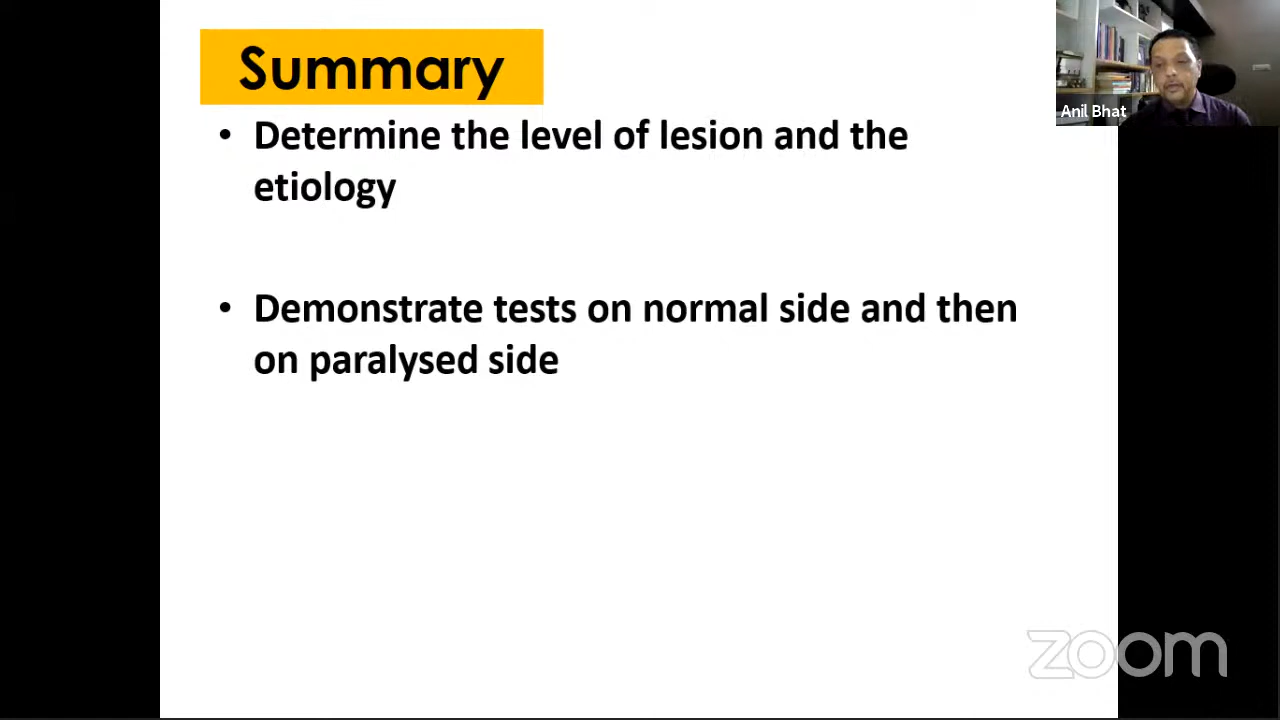 Summary
Anil Bhat
• Determine the level of lesion and the
etiology
• Demonstrate tests on normal side and then
on paralysed side
zoom